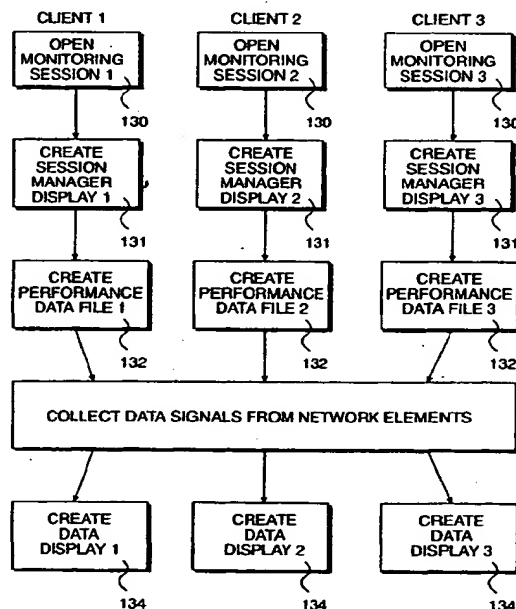 CLIENT 1 CLIENT 2 CLIENT 3
OPEN MONITORING SESSION 1
OPEN MONITORING SESSION 2
OPEN MONITORING SESSION 3
130 130 130
CREATE SESSION MANAGER DISPLAY 1
CREATE SESSION MANAGER DISPLAY 2
CREATE SESSION MANAGER DISPLAY 3
131 131 131
CREATE PERFORMANCE DATA FILE 1
CREATE PERFORMANCE DATA FILE 2
CREATE PERFORMANCE DATA FILE 3
132 132 132
COLLECT DATA SIGNALS FROM NETWORK ELEMENTS
CREATE DATA DISPLAY 1
CREATE DATA DISPLAY 2
CREATE DATA DISPLAY 3
134 134 134